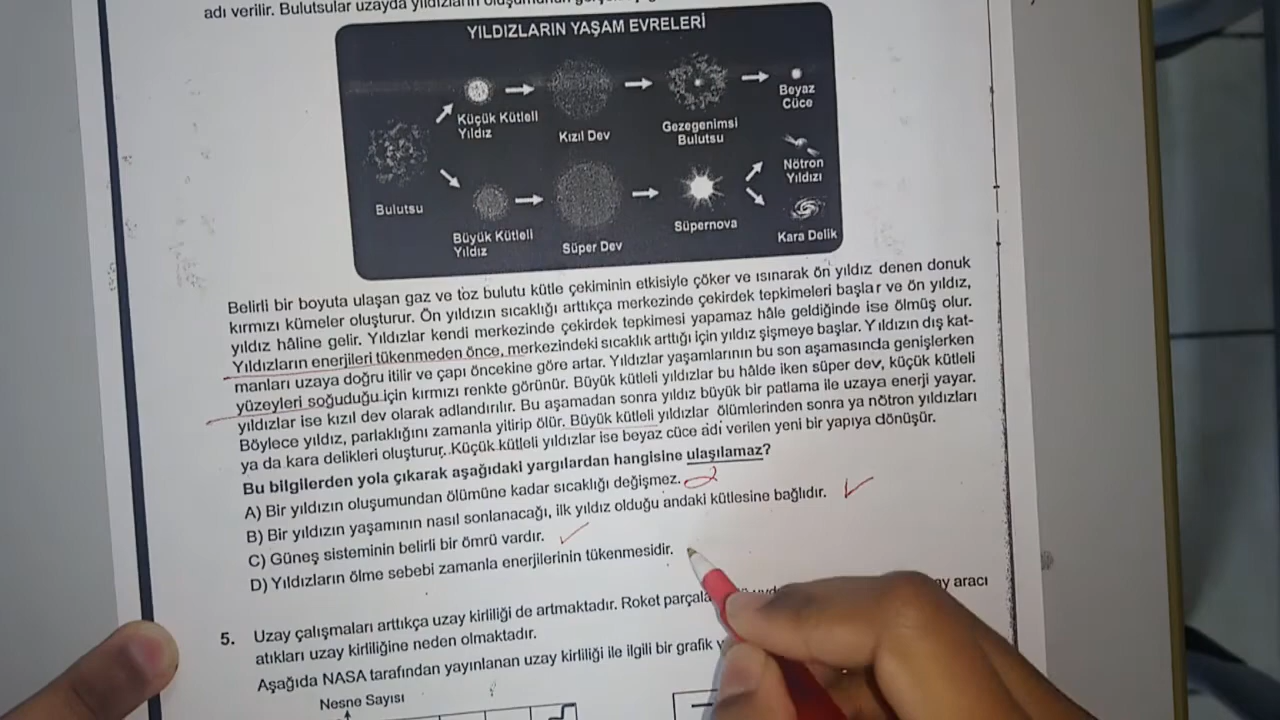 adı verilir. Bulutsular uzayda yıldızların
YILDIZLARIN YAŞAM EVRELERİ
Bulutsu
Küçük Kütleli
Yıldız
Kızıl Dev
Gezegenimsi
Bulutsu
Beyaz
Cüce
Büyük Kütleli
Yıldız
Süper Dev
Süpernova
Nötron
Yıldızı
Kara Delik
Belirli bir boyuta ulaşan gaz ve toz bulutu kütle çekiminin etkisiyle çöker ve ısınarak ön yıldız denen donuk
kırmızı kümeler oluşturur. Ön yıldızın sıcaklığı arttıkça merkezinde çekirdek tepkimeleri başlar ve ön yıldız,
yıldız hâline gelir. Yıldızlar kendi merkezinde çekirdek tepkimesi yapamaz hâle geldiğinde ise ölmüş olur.
Yıldızların enerjileri tükenmeden önce, merkezindeki sıcaklık arttığı için yıldız şişmeye başlar. Yıldızın dış kat-
manları uzaya doğru itilir ve çapı öncekine göre artar. Yıldızlar yaşamlarının bu son aşamasında genişlerken
yüzeyleri soğuduğu için kırmızı renkte görünür. Büyük kütleli yıldızlar bu hâlde iken süper dev, küçük kütleli
yıldızlar ise kızıl dev olarak adlandırılır. Bu aşamadan sonra yıldız büyük bir patlama ile uzaya enerji yayar.
Böylece yıldız, parlaklığını zamanla yitirip ölür. Büyük kütleli yıldızlar ölümlerinden sonra ya nötron yıldızları
ya da kara delikleri oluşturur. Küçük kütleli yıldızlar ise beyaz cüce adı verilen yeni bir yapıya dönüşür.
Bu bilgilerden yola çıkarak aşağıdaki yargılardan hangisine ulaşılamaz?
A) Bir yıldızın oluşumundan ölümüne kadar sıcaklığı değişmez.
B) Bir yıldızın yaşamının nasıl sonlanacağı, ilk yıldız olduğu andaki kütlesine bağlıdır.
C) Güneş sisteminin belirli bir ömrü vardır.
D) Yıldızların ölme sebebi zamanla enerjilerinin tükenmesidir.
5. Uzay çalışmaları arttıkça uzay kirliliği de artmaktadır. Roket aracı
atıkları uzay kirliliğine neden olmaktadır.
Aşağıda NASA tarafından yayınlanan uzay kirliliği ile ilgili bir grafik
Nesne Sayısı